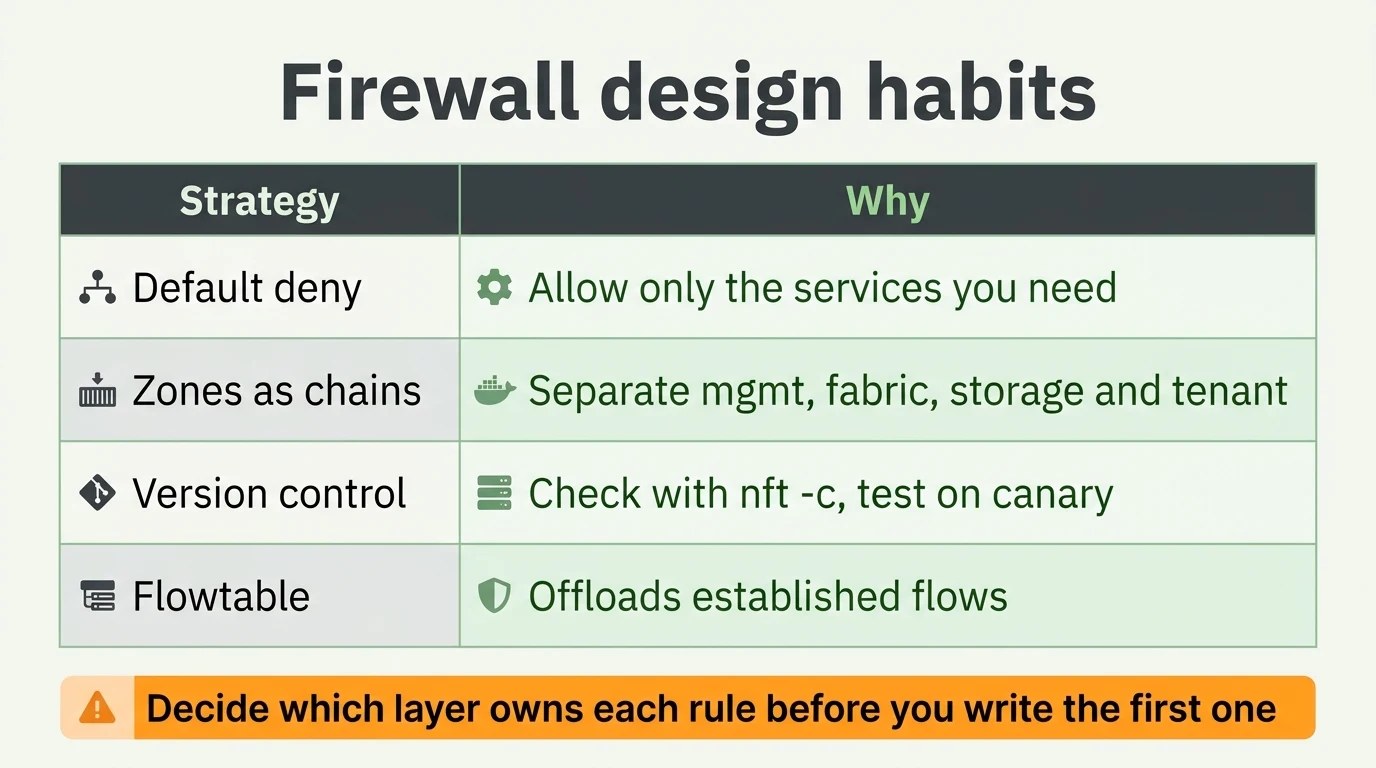 Firewall design habits
Strategy
Why
Default deny
Allow only the services you need
Zones as chains
Separate mgmt, fabric, storage and tenant
Version control
Check with nft -c, test on canary
Flowtable
Offloads established flows
Decide which layer owns each rule before you write the first one